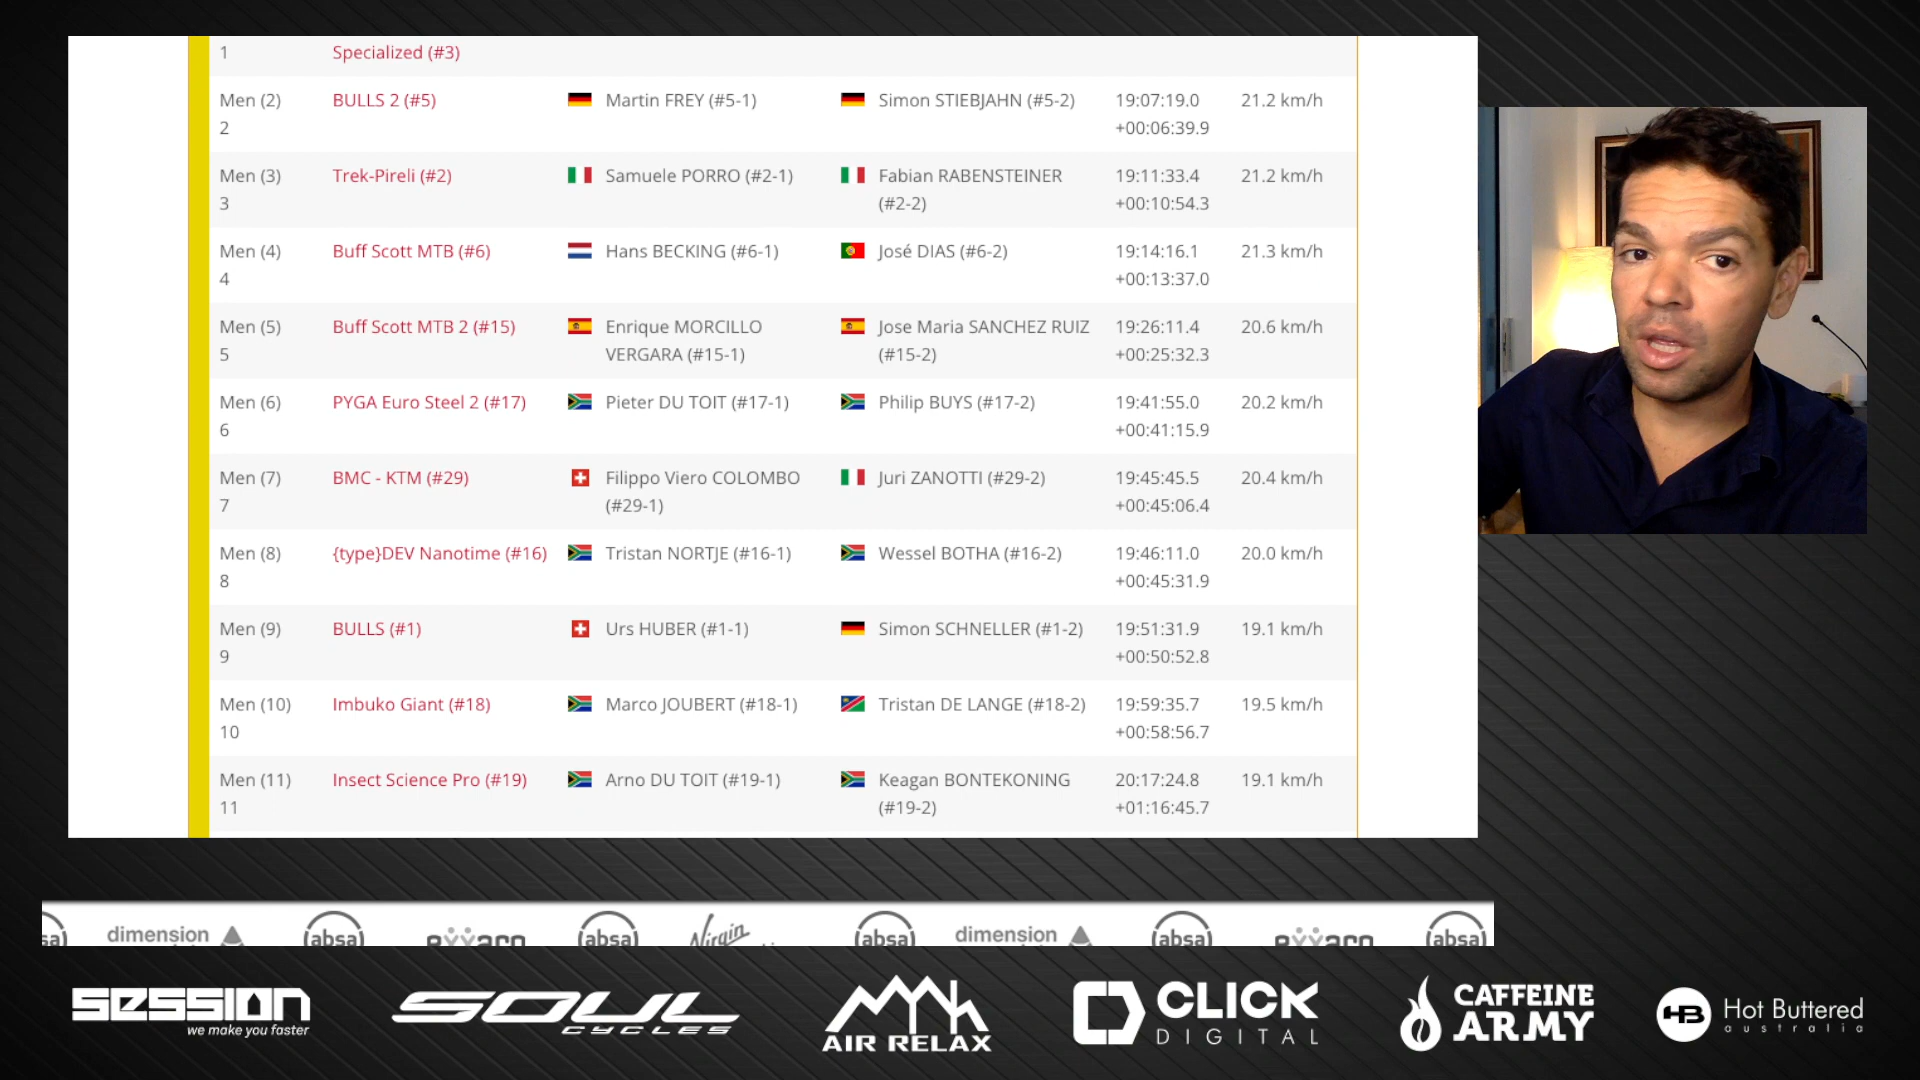 1 Specialized (#3)
Men (2) BULLS 2 (#5) Martin FREY (#5-1) Simon STIEBJAHN (#5-2) 19:07:19.0 21.2 km/h
2 +00:06:39.9
Men (3) Trek-Pireli (#2) Samuele PORRO (#2-1) Fabian RABENSTEINER 19:11:33.4 21.2 km/h
3 (#2-2) +00:10:54.3
Men (4) Buff Scott MTB (#6) Hans BECKING (#6-1) José DIAS (#6-2) 19:14:16.1 21.3 km/h
4 +00:13:37.0
Men (5) Buff Scott MTB 2 (#15) Enrique MORCILLO Jose Maria SANCHEZ RUIZ 19:26:11.4 20.6 km/h
5 VERGARA (#15-1) (#15-2) +00:25:32.3
Men (6) PYGA Euro Steel 2 (#17) Pieter DU TOIT (#17-1) Philip BUYS (#17-2) 19:41:55.0 20.2 km/h
6 +00:41:15.9
Men (7) BMC - KTM (#29) Filippo Viero COLOMBO Juri ZANOTTI (#29-2) 19:45:45.5 20.4 km/h
7 (#29-1) +00:45:06.4
Men (8) {type}DEV Nanotime (#16) Tristan NORTJE (#16-1) Wessel BOTHA (#16-2) 19:46:11.0 20.0 km/h
8 +00:45:31.9
Men (9) BULLS (#1) Urs HUBER (#1-1) Simon SCHNELLER (#1-2) 19:51:31.9 19.1 km/h
9 +00:50:52.8
Men (10) Imbuko Giant (#18) Marco JOUBERT (#18-1) Tristan DE LANGE (#18-2) 19:59:35.7 19.5 km/h
10 +00:58:56.7
Men (11) Insect Science Pro (#19) Arno DU TOIT (#19-1) Keagan BONTEKONING 20:17:24.8 19.1 km/h
11 (#19-2) +01:16:45.7
dimension absa absa Virgin absa dimension absa absa
SESSION SOUL AIR RELAX CLICK CAFFEINE HB Hot Buttered
we make you faster CYCLES DIGITAL ARMY australia